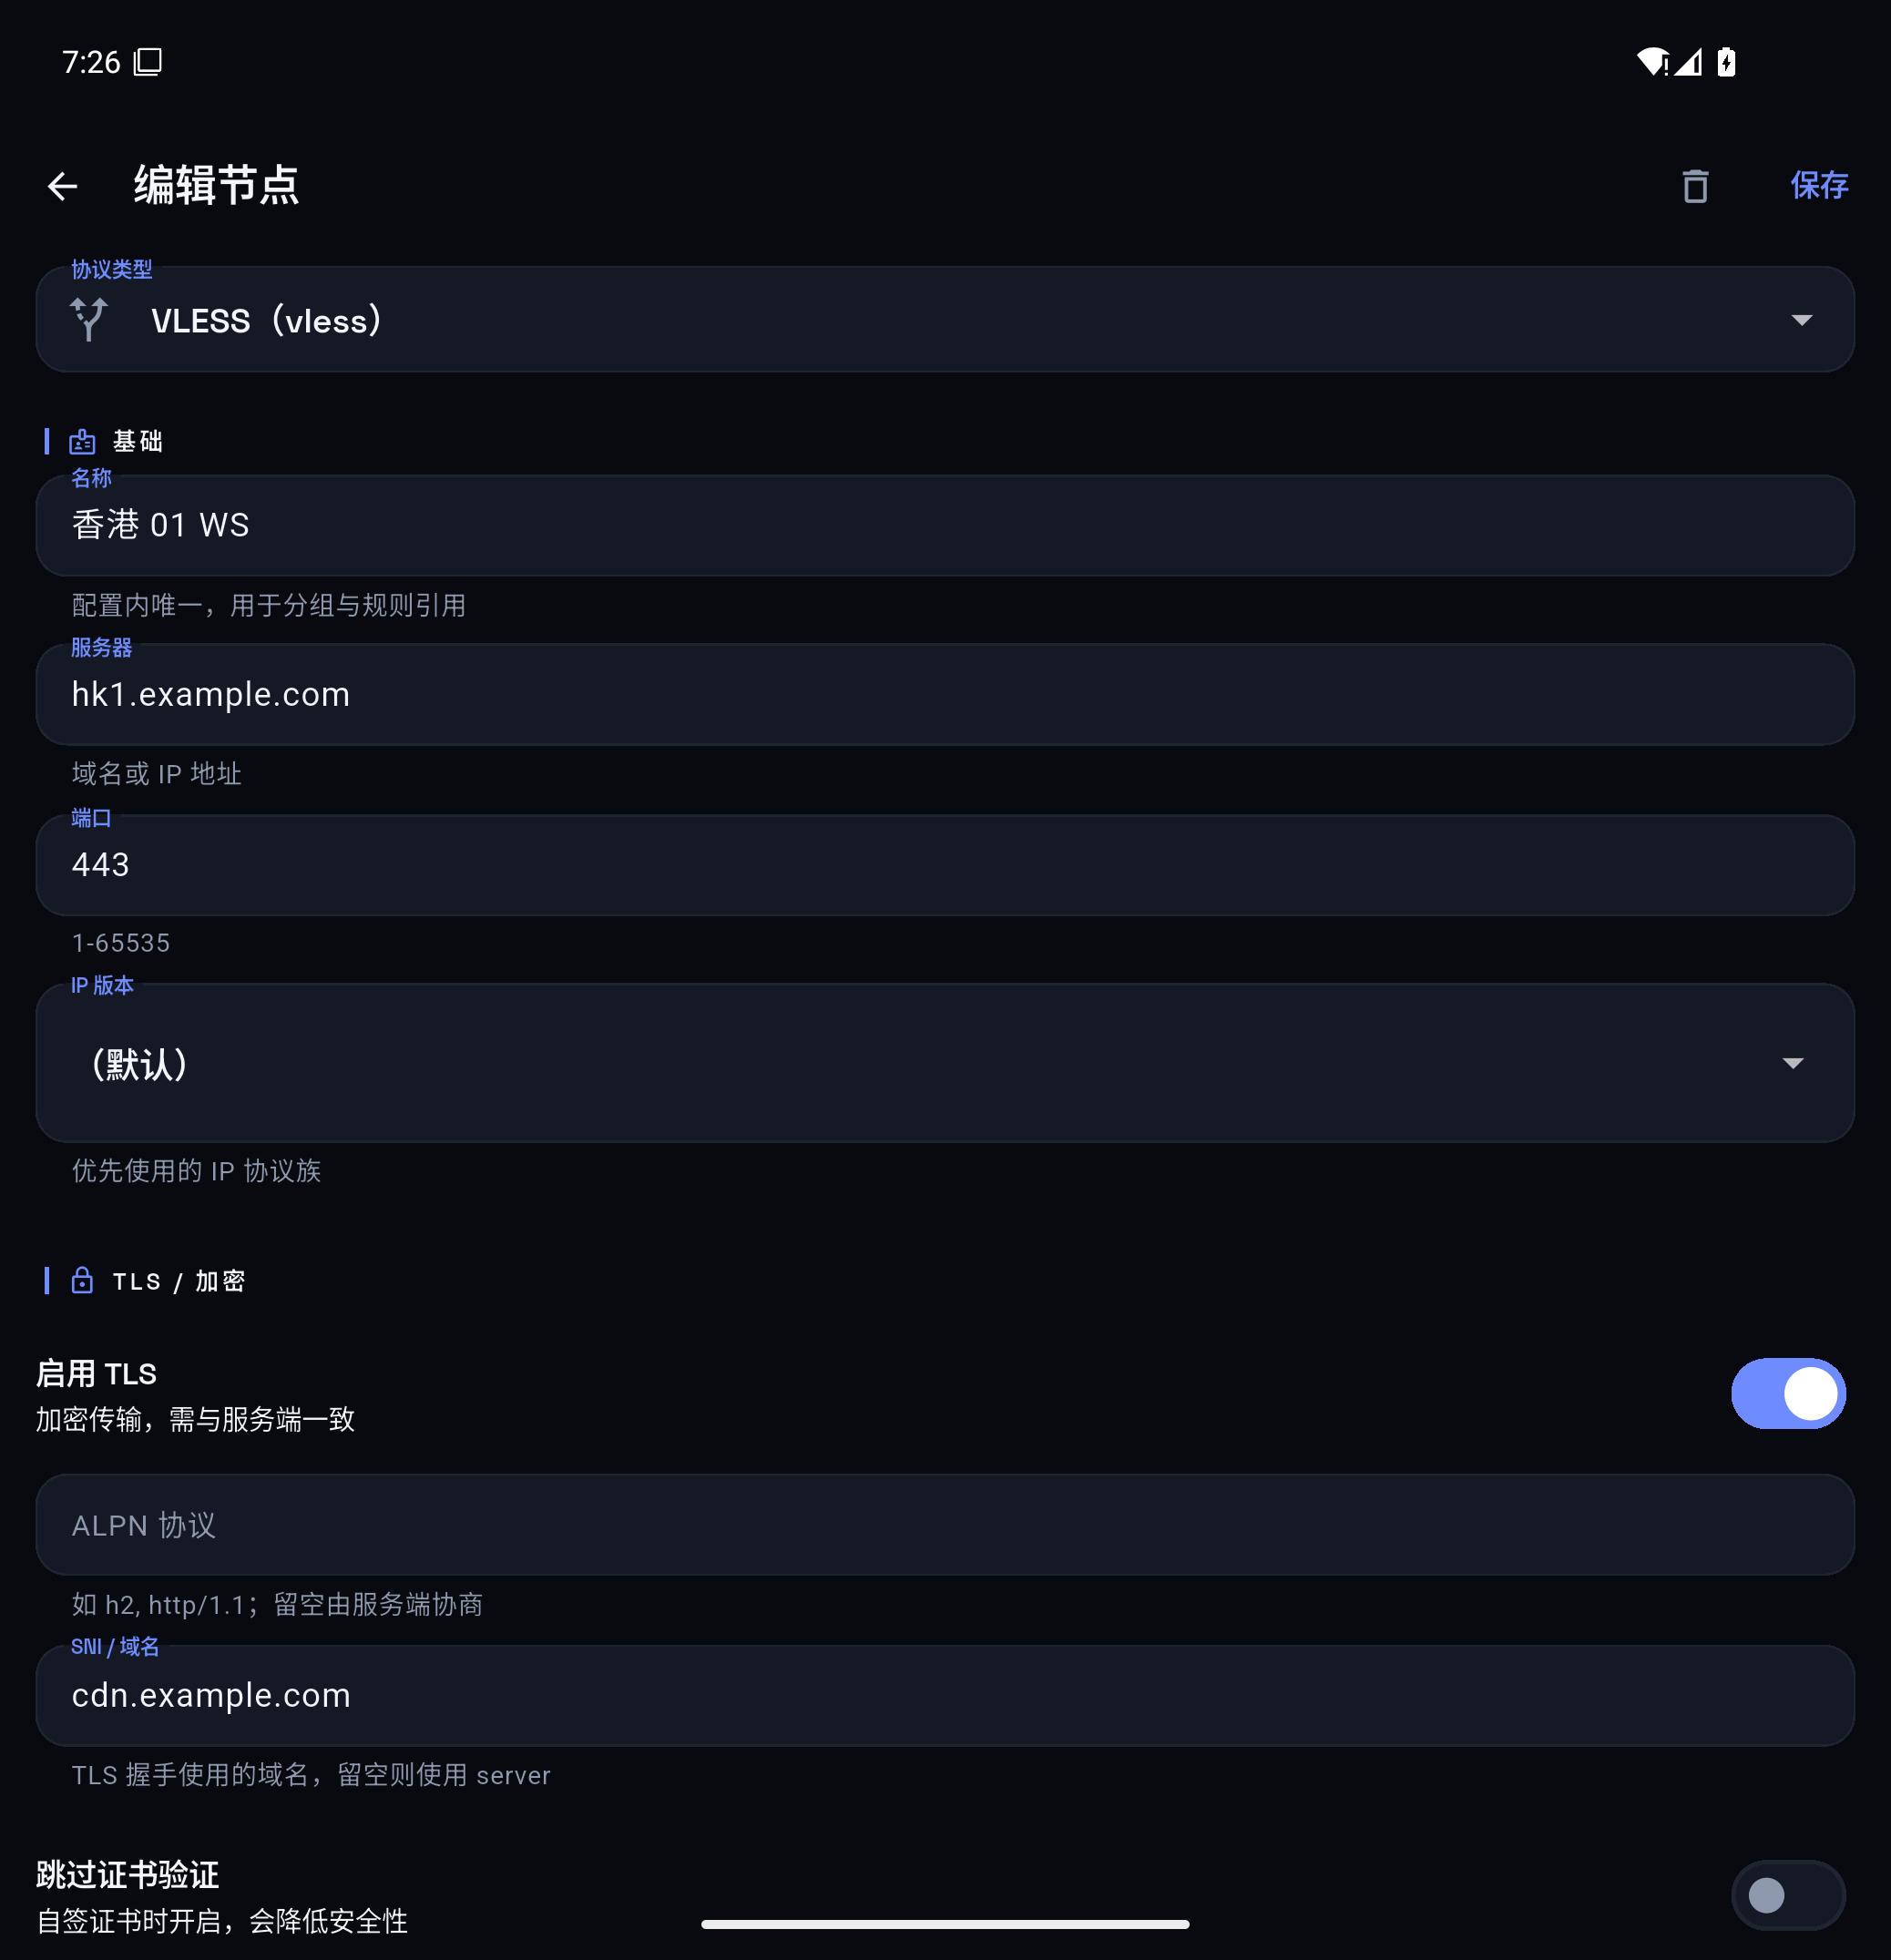 7:26
编辑节点
保存
协议类型
VLESS（vless）
基础
名称
香港 01 WS
配置内唯一，用于分组与规则引用
服务器
hk1.example.com
域名或 IP 地址
端口
443
1-65535
IP 版本
（默认）
优先使用的 IP 协议族
TLS / 加密
启用 TLS
加密传输，需与服务端一致
ALPN 协议
如 h2, http/1.1；留空由服务端协商
SNI / 域名
cdn.example.com
TLS 握手使用的域名，留空则使用 server
跳过证书验证
自签证书时开启，会降低安全性